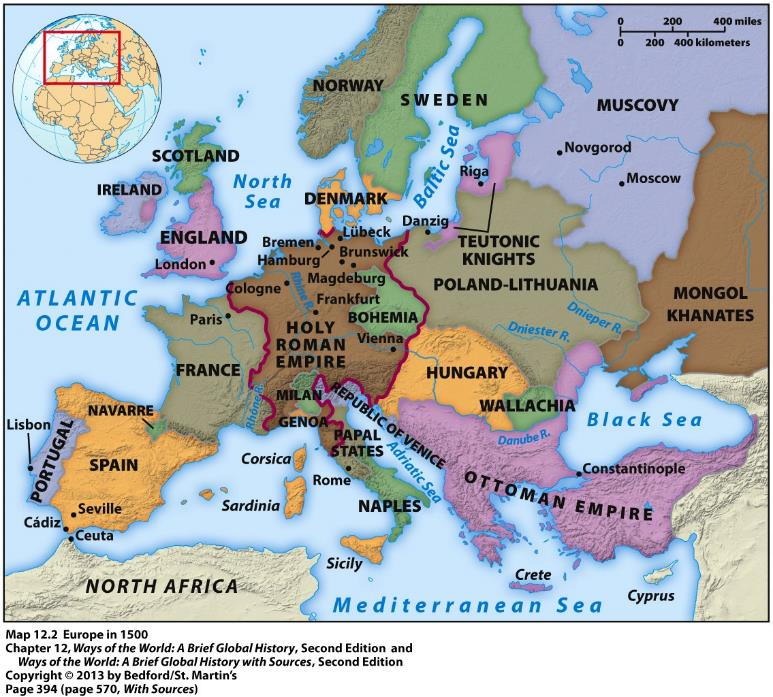 0 200 400 miles
0 200 400 kilometers
NORWAY
SWEDEN
MUSCOVY
SCOTLAND
Baltic Sea
Novgorod
North
Sea
Riga
Moscow
IRELAND
DENMARK
Danzig
ENGLAND
Lübeck
Bremen
Hamburg
Brunswick
TEUTONIC
KNIGHTS
London
Magdeburg
POLAND-LITHUANIA
Cologne
Rhine R.
MONGOL
KHANATES
ATLANTIC
OCEAN
Frankfurt
Paris
BOHEMIA
Dnieper R.
HOLY
ROMAN
EMPIRE
Vienna
Dniester R.
FRANCE
HUNGARY
MILAN
REPUBLIC OF VENICE
WALLACHIA
NAVARRE
Rhône R.
GENOA
Black Sea
Lisbon
PORTUGAL
PAPAL
STATES
Danube R.
Adriatic Sea
Corsica
SPAIN
Rome
Constantinople
OTTOMAN EMPIRE
Sardinia
NAPLES
Seville
Cádiz
Ceuta
Sicily
NORTH AFRICA
Crete
Cyprus
Mediterranean Sea
Map 12.2 Europe in 1500
Chapter 12, Ways of the World: A Brief Global History, Second Edition and
Ways of the World: A Brief Global History with Sources, Second Edition
Copyright © 2013 by Bedford/St. Martin's
Page 394 (page 570, With Sources)